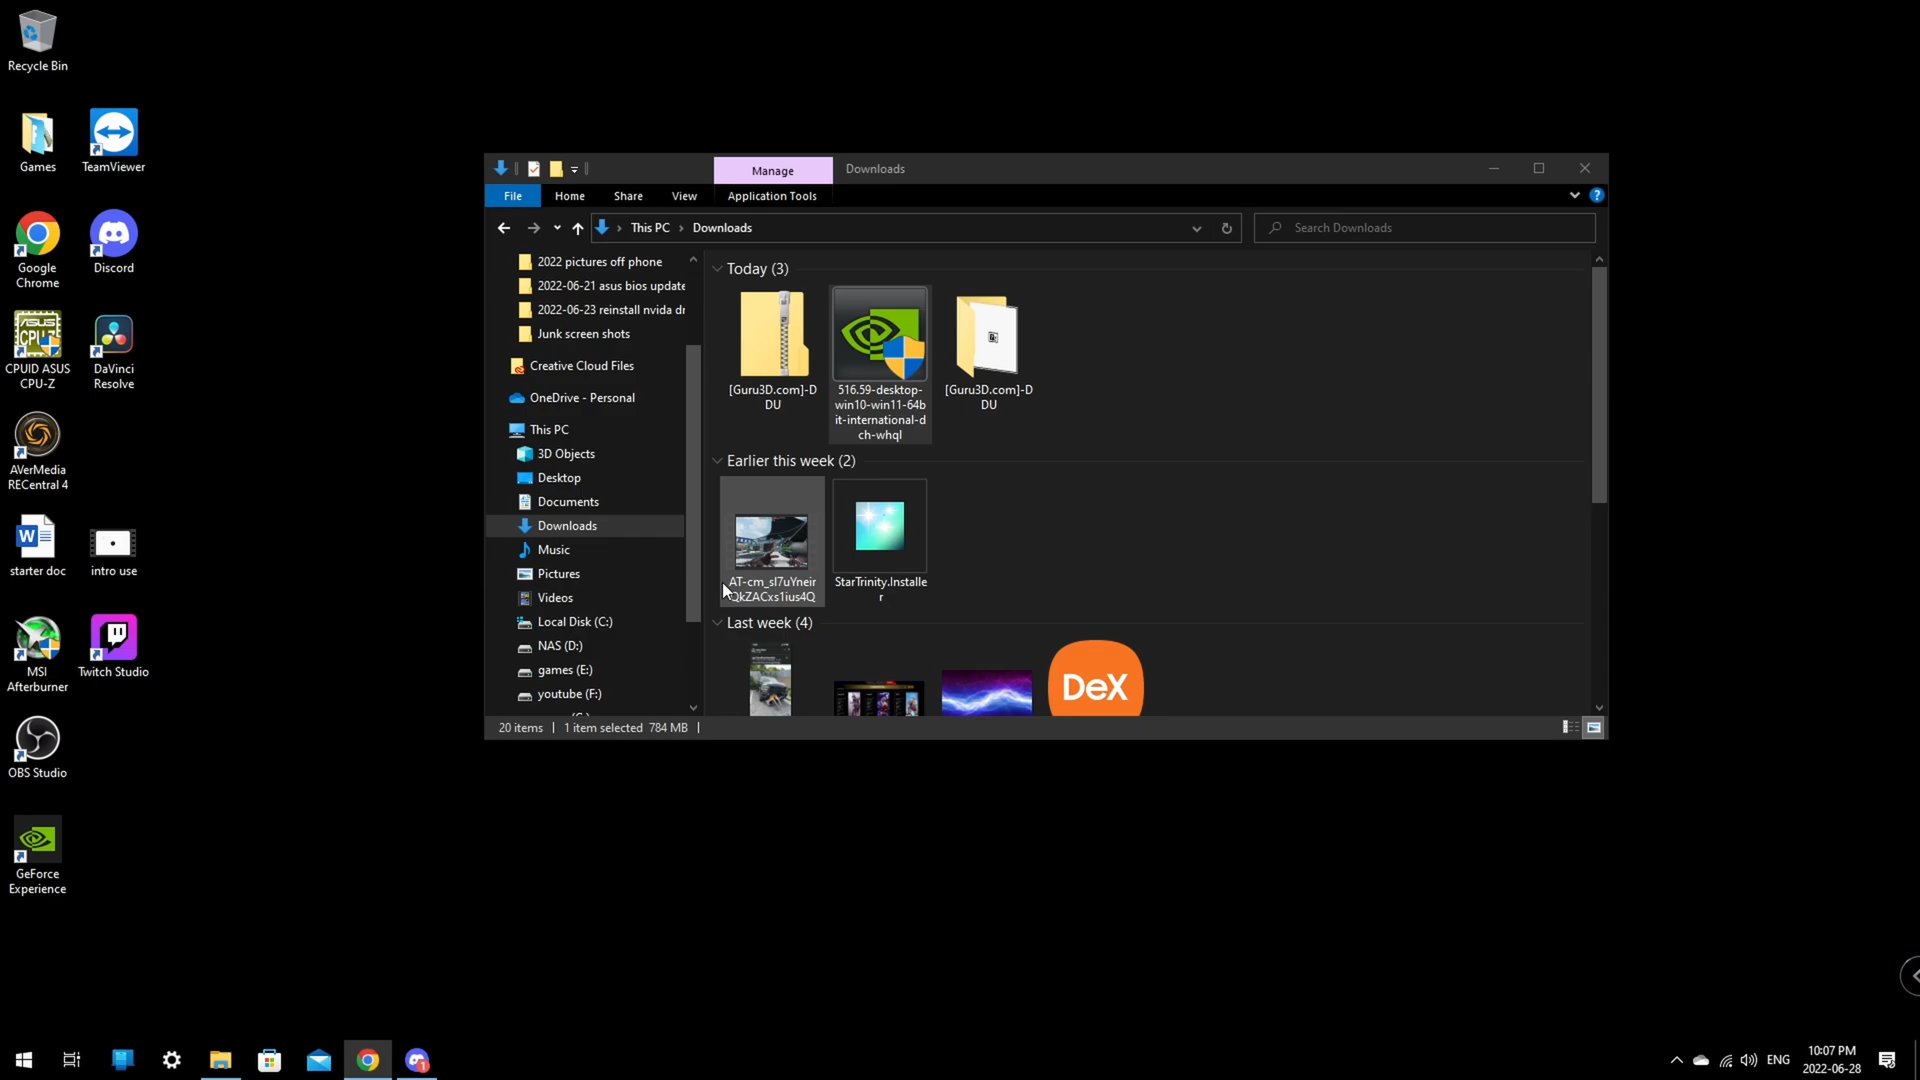 Recycle Bin
Games
TeamViewer
Google
Chrome
Discord
CPUID ASUS
CPU-Z
DaVinci
Resolve
AVerMedia
RECentral 4
starter doc
intro use
MSI
Afterburner
Twitch Studio
OBS Studio
GeForce
Experience
Manage
Downloads
File
Home
Share
View
Application Tools
This PC
Downloads
Search Downloads
2022 pictures off phone
2022-06-21 asus bios update
2022-06-23 reinstall nvida dr
Junk screen shots
Creative Cloud Files
OneDrive - Personal
This PC
3D Objects
Desktop
Documents
Downloads
Music
Pictures
Videos
Local Disk (C:)
NAS (D:)
games (E:)
youtube (F:)
Today (3)
[Guru3D.com]-D
DU
516.59-desktop-
win10-win11-64b
it-international-d
ch-whql
[Guru3D.com]-D
DU
Earlier this week (2)
AT-cm_sl7uYneir
QkZACxs1ius4Q
StarTrinity.Installe
r
Last week (4)
DeX
20 items
1 item selected 784 MB
ENG
10:07 PM
2022-06-28